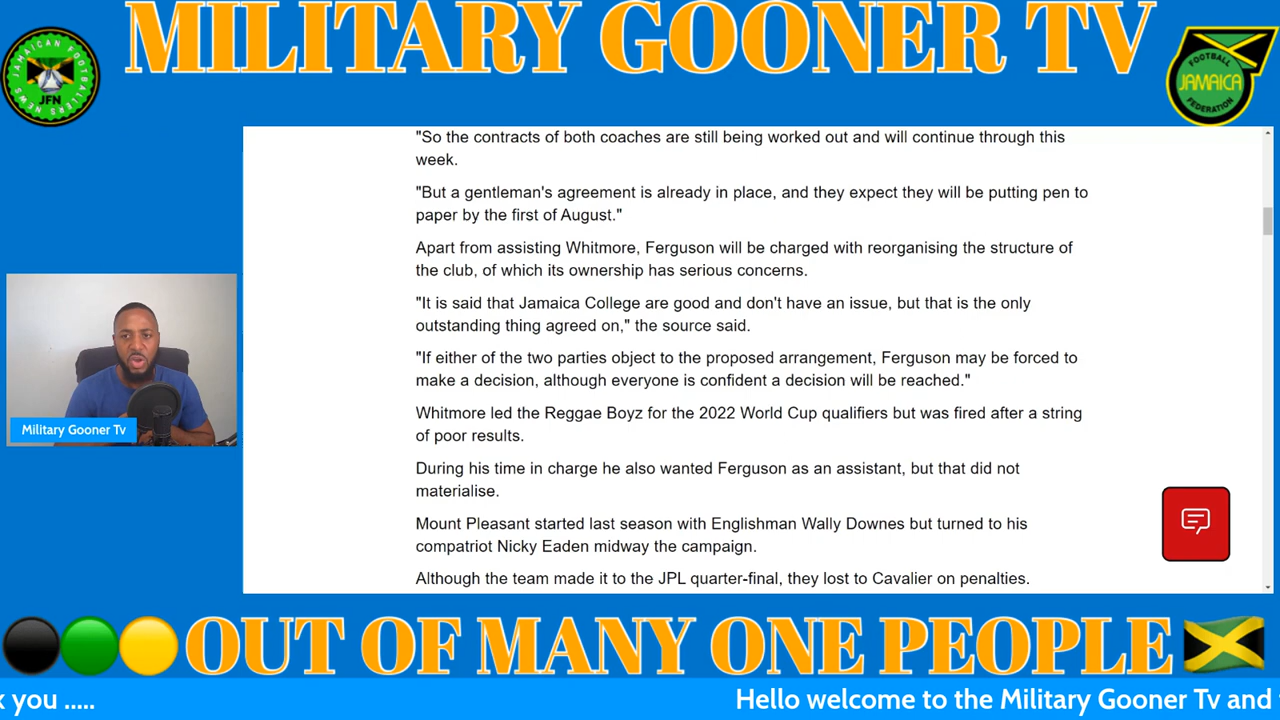 MILITARY GOONER TV
JAMAICAN FOOTBALLERS NEWS
JFN
FOOTBALL
JAMAICA
FEDERATION
"So the contracts of both coaches are still being worked out and will continue through this
week.
"But a gentleman's agreement is already in place, and they expect they will be putting pen to
paper by the first of August."
Apart from assisting Whitmore, Ferguson will be charged with reorganising the structure of
the club, of which its ownership has serious concerns.
"It is said that Jamaica College are good and don't have an issue, but that is the only
outstanding thing agreed on," the source said.
"If either of the two parties object to the proposed arrangement, Ferguson may be forced to
make a decision, although everyone is confident a decision will be reached."
Whitmore led the Reggae Boyz for the 2022 World Cup qualifiers but was fired after a string
of poor results.
During his time in charge he also wanted Ferguson as an assistant, but that did not
materialise.
Mount Pleasant started last season with Englishman Wally Downes but turned to his
compatriot Nicky Eaden midway the campaign.
Although the team made it to the JPL quarter-final, they lost to Cavalier on penalties.
Military Gooner Tv
OUT OF MANY ONE PEOPLE
you ..... Hello welcome to the Military Gooner Tv and